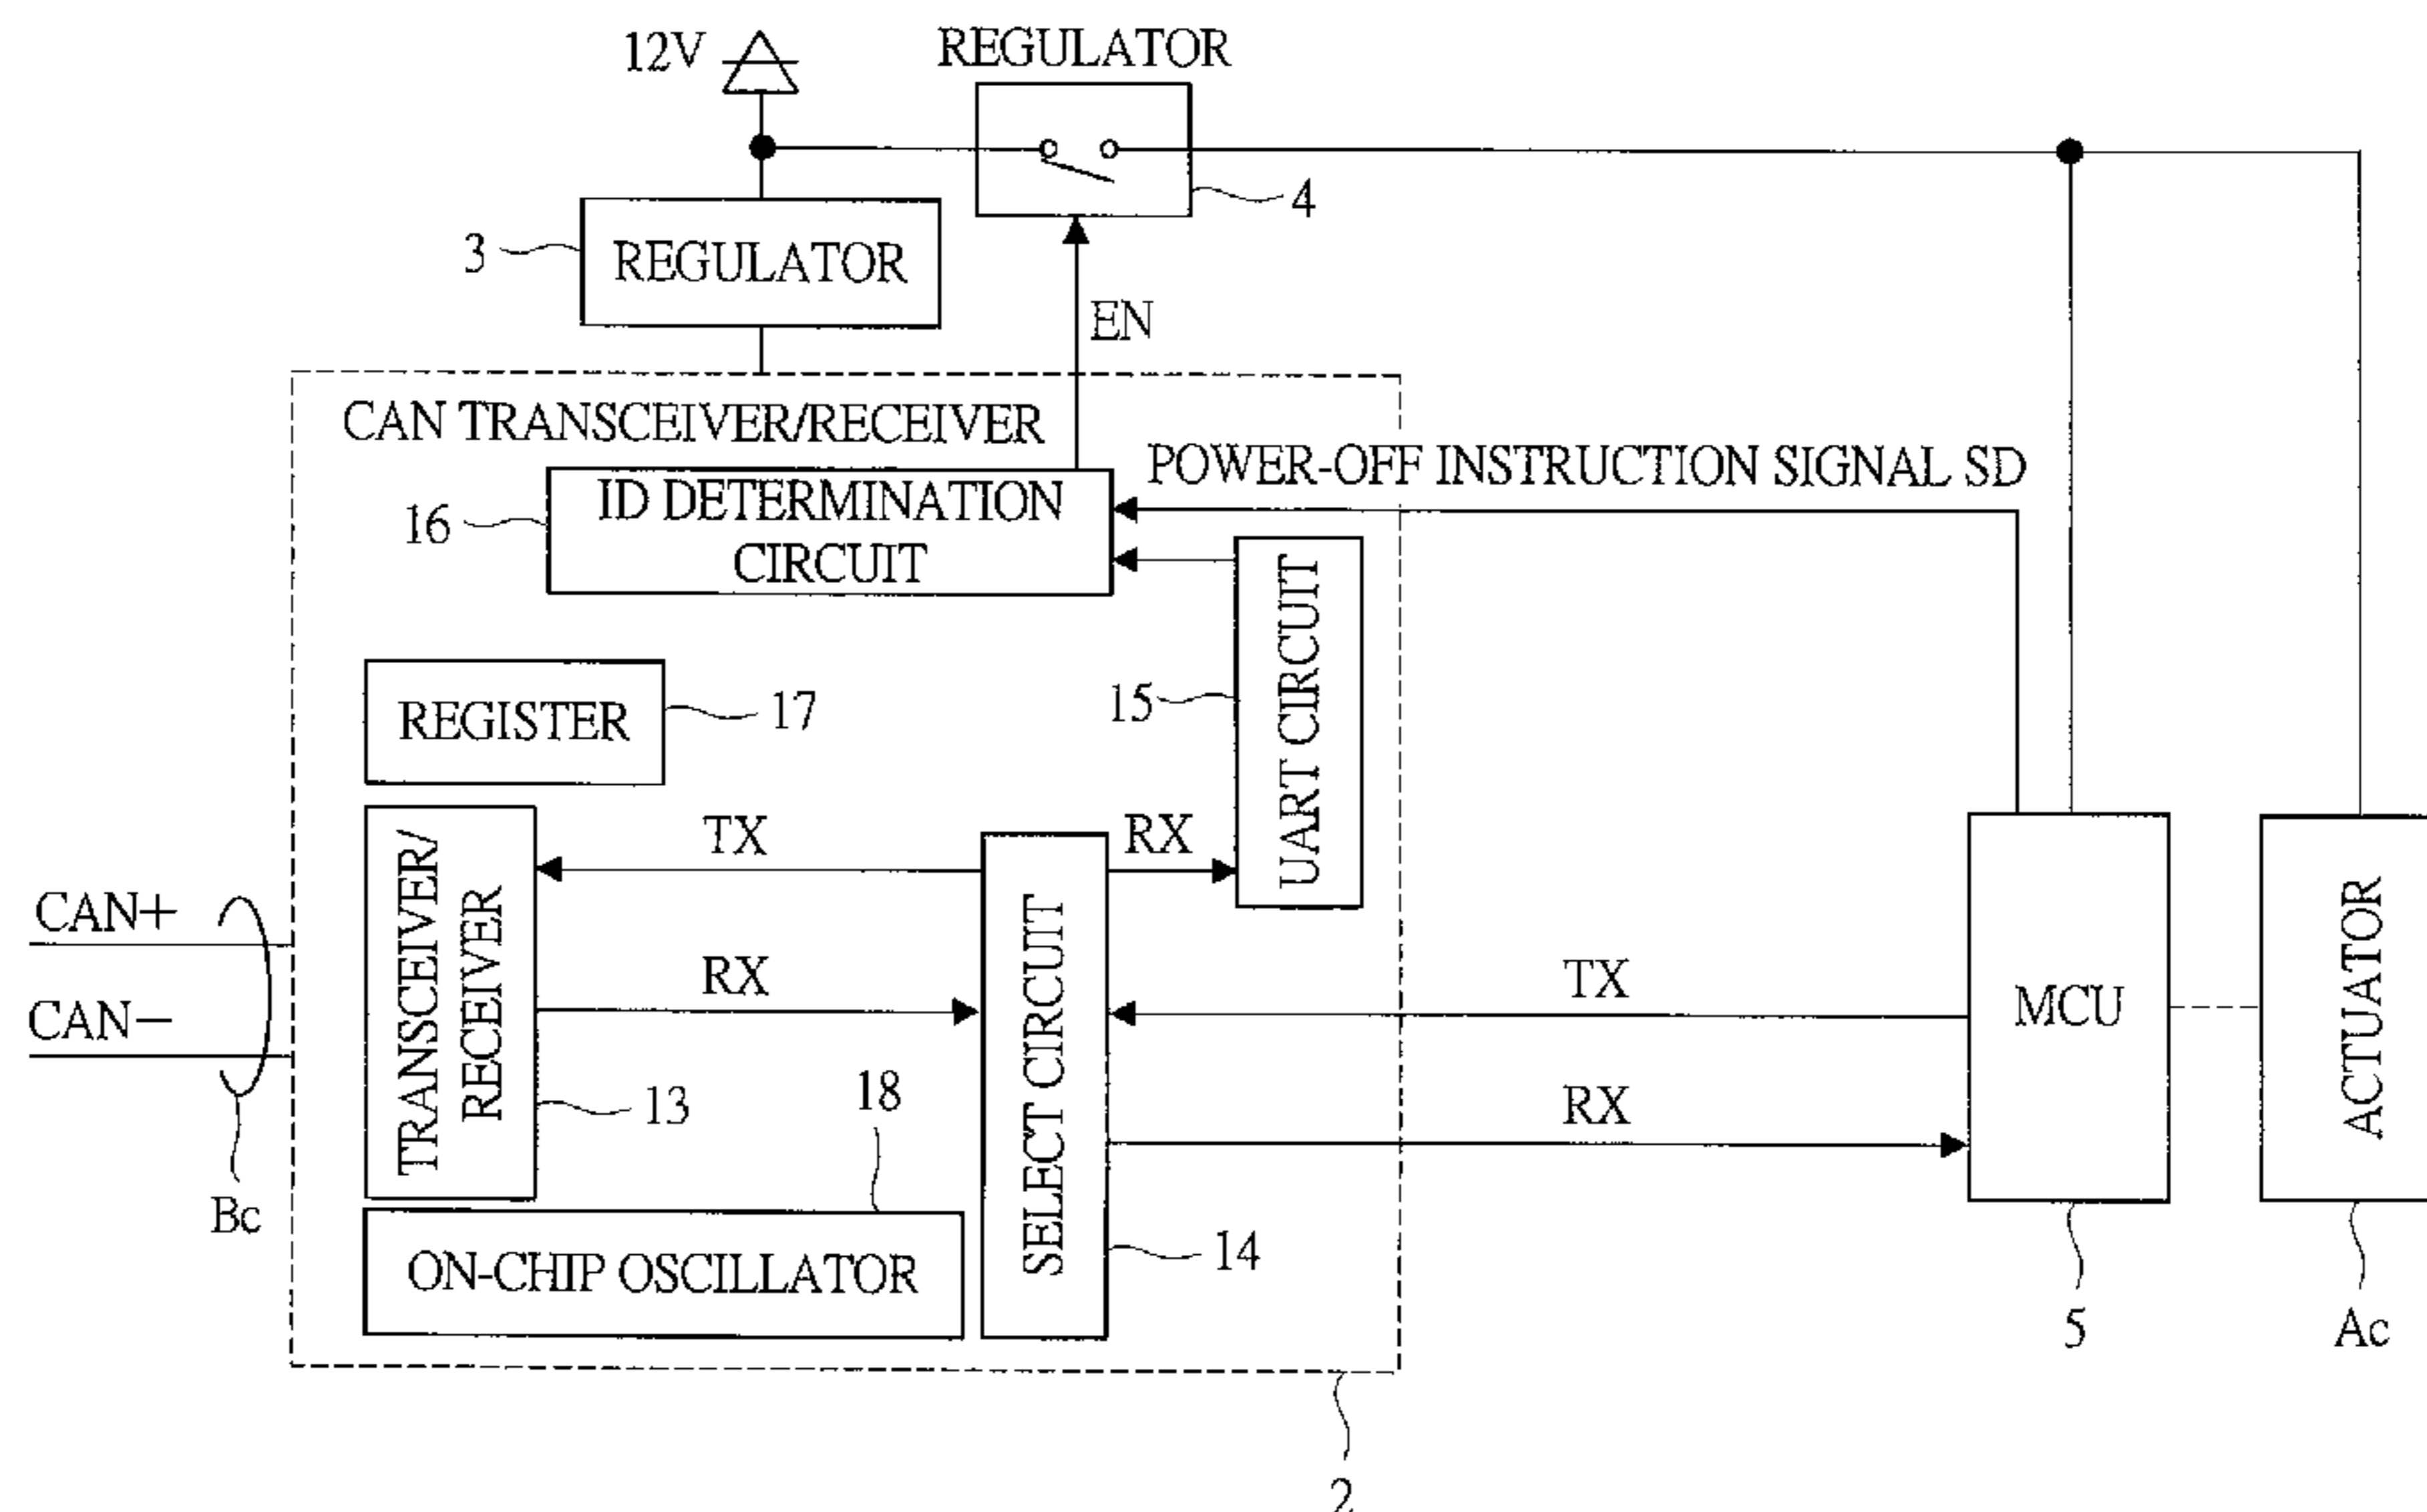 12V
REGULATOR
4
3
REGULATOR
EN
CAN TRANSCEIVER/RECEIVER
POWER-OFF INSTRUCTION SIGNAL SD
16
ID DETERMINATION
CIRCUIT
UART CIRCUIT
15
REGISTER
17
TX
RX
TRANSCEIVER/
RECEIVER
SELECT CIRCUIT
CAN+
CAN−
RX
TX
MCU
ACTUATOR
18
13
RX
Bc
14
ON-CHIP OSCILLATOR
5
Ac
2